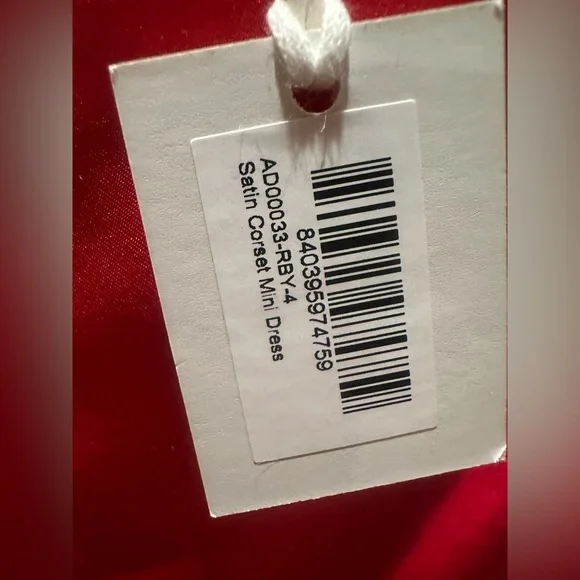 840395974759
AD00033-RBY-4
Satin Corset Mini Dress